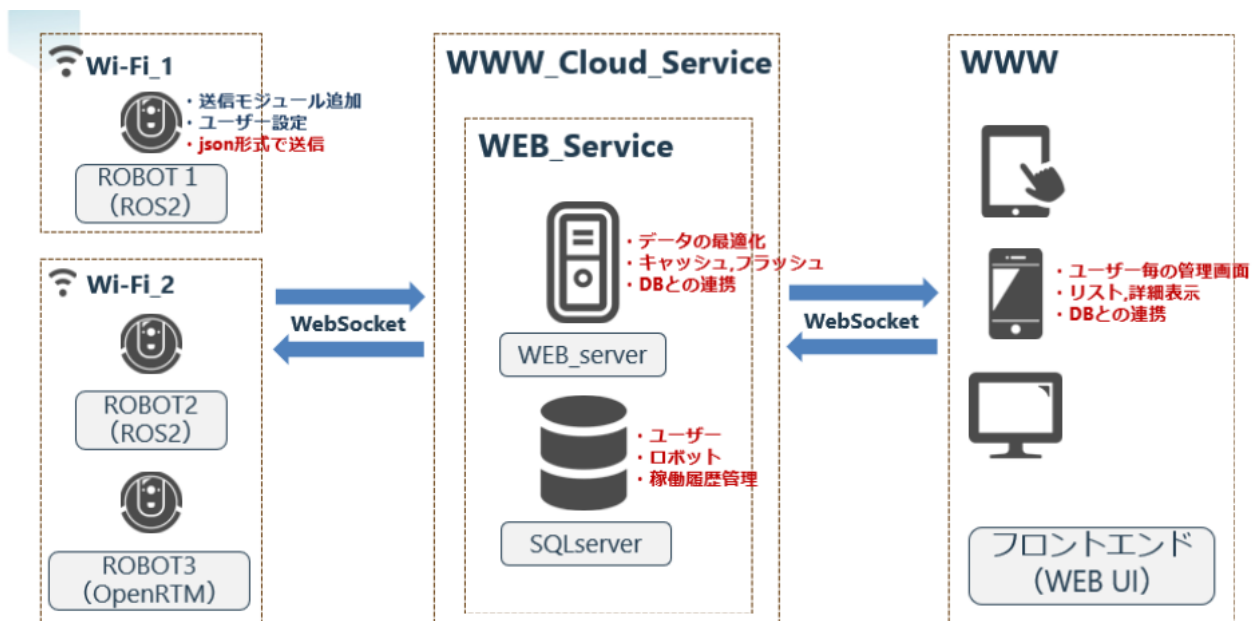 Wi-Fi_1
・送信モジュール追加
・ユーザー設定
・json形式で送信
ROBOT 1
(ROS2)
Wi-Fi_2
ROBOT2
(ROS2)
ROBOT3
(OpenRTM)
WebSocket
WWW_Cloud_Service
WEB_Service
・データの最適化
・キャッシュ,フラッシュ
・DBとの連携
WEB_server
・ユーザー
・ロボット
・稼働履歴管理
SQLserver
WebSocket
WWW
・ユーザー毎の管理画面
・リスト,詳細表示
・DBとの連携
フロントエンド
(WEB UI)